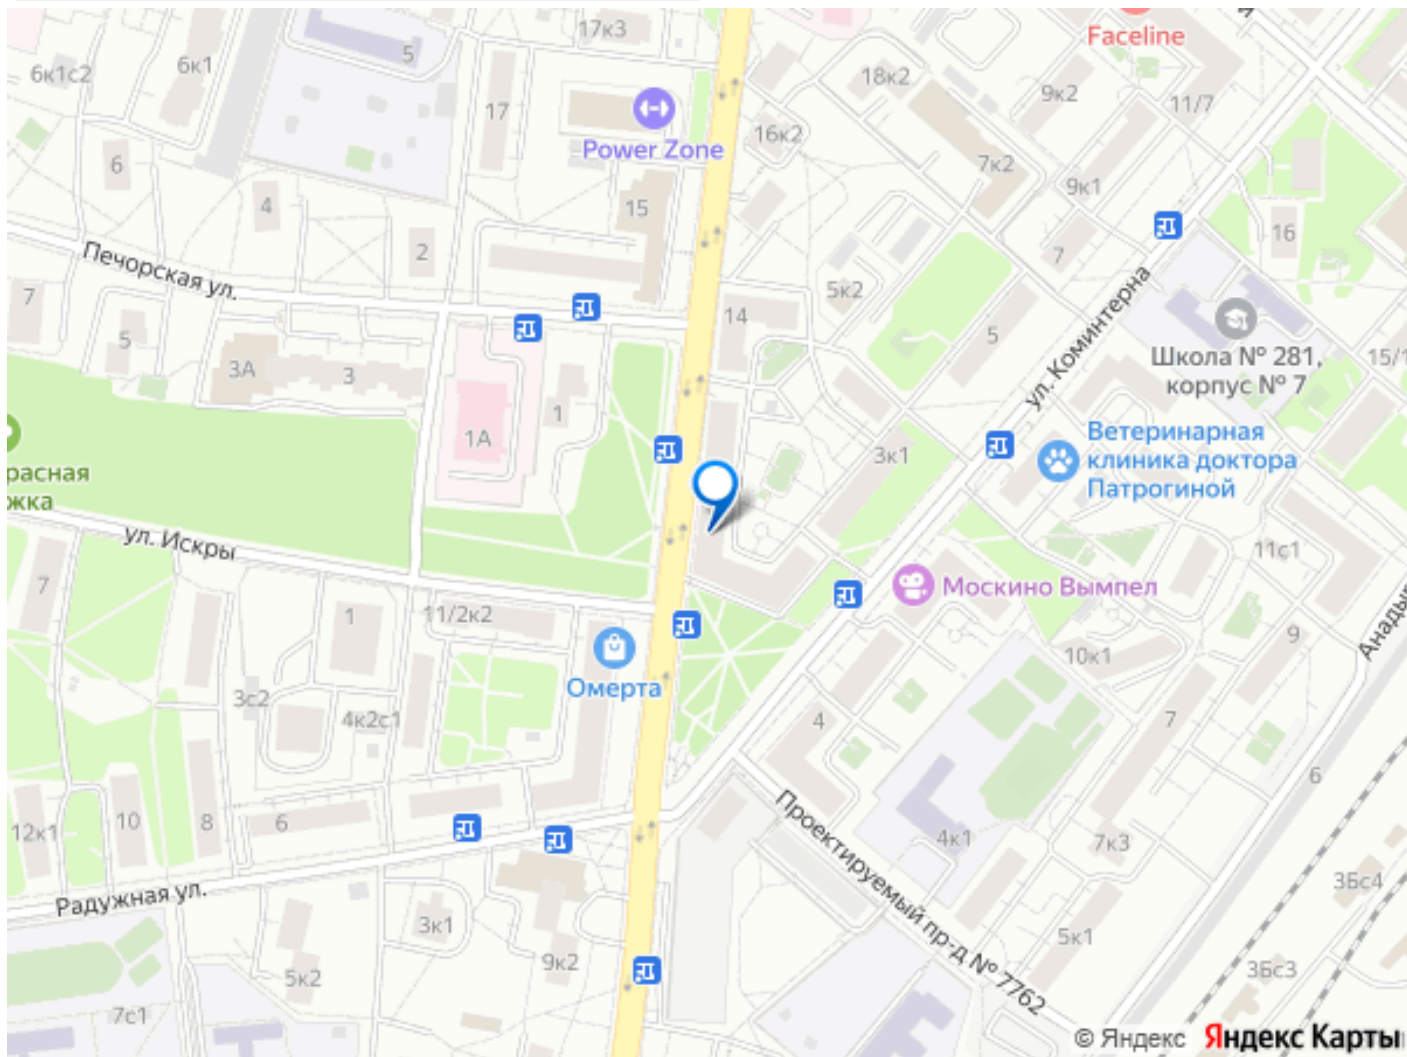 17к3
Faceline
6к1с2
6к1
5
18к2
9к2
11/7
17
Power Zone
16к2
7к2
6
9к1
4
15
2
7
16
Печорская ул.
5к2
7
5
14
5
ул. Коминтерна
Школа № 281,
корпус № 7
15/1
3А
3
1А
1
3к1
Ветеринарная
клиника доктора
Патрогиной
расная
жка
ул. Искры
7
11с1
Москино Вымпел
1
11/2к2
9
Анадыр
10к1
Омерта
3с2
4к2с1
4
7
6
12к1
10
8
6
Проектируемый пр-д № 7762
4к1
7к3
3Бс4
Радужная ул.
3к1
5к1
9к2
5к2
3Бс3
7с1
© Яндекс Яндекс Карты